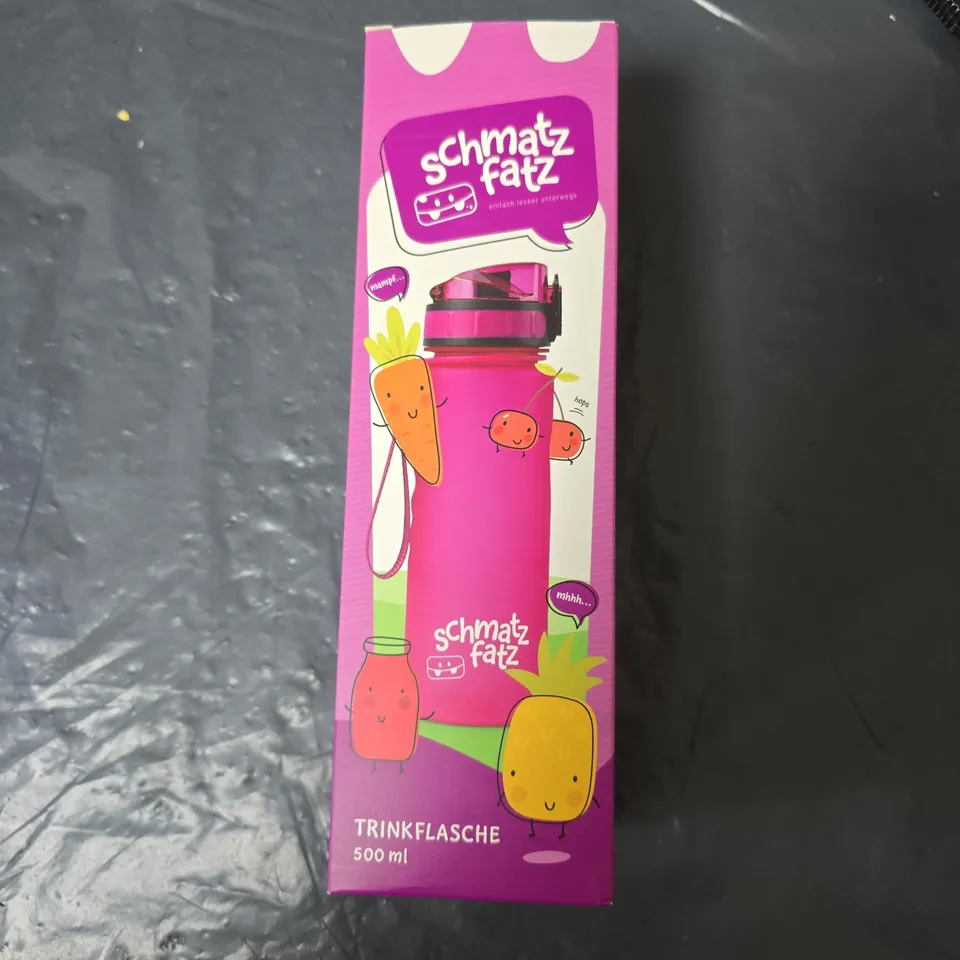 schmatz
fatz
einfach lecker unterwegs
mampf...
hops
mhhh...
schmatz
fatz
TRINKFLASCHE
500 ml